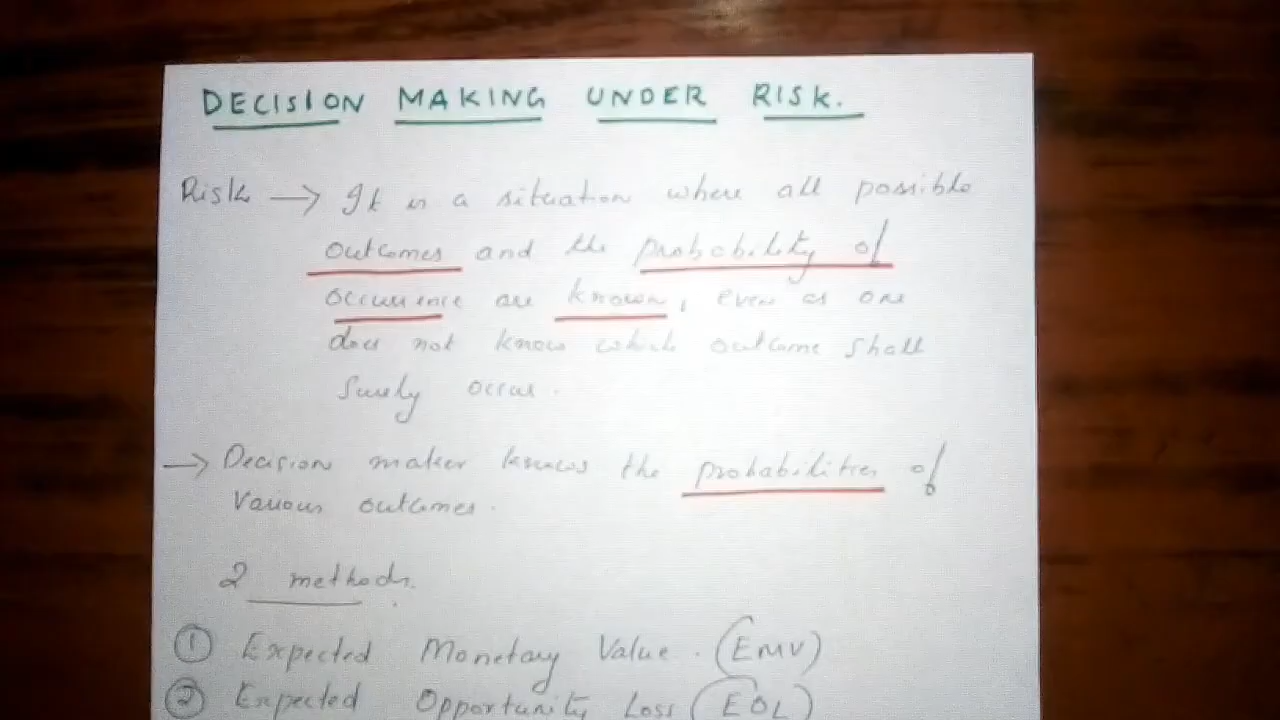 DECISION MAKING UNDER RISK.
Risk → It is a situation where all possible
outcomes and the probability of
occurrence are known, even as one
does not know which outcome shall
surely occur.
→ Decision maker knows the probabilities of
various outcomes.
2 methods.
① Expected Monetary Value. (EMV)
② Expected Opportunity Loss (EOL)